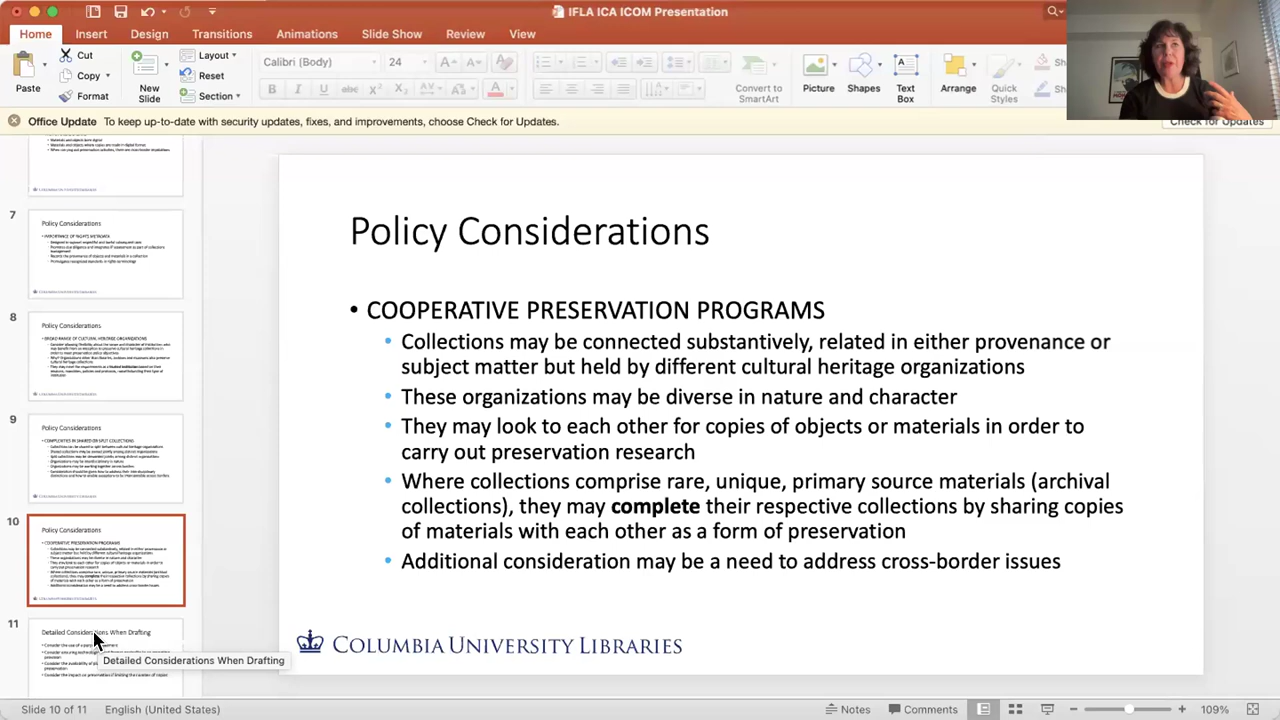 IFLA ICA ICOM Presentation
Home Insert Design Transitions Animations Slide Show Review View
Paste
Cut
Copy
Format
New Slide
Layout
Reset
Section
Calibri (Body) 24
Convert to SmartArt
Picture
Shapes
Text Box
Arrange
Quick Styles
Office Update To keep up-to-date with security updates, fixes, and improvements, choose Check for Updates.
Check for Updates
7
Policy Considerations
8
Policy Considerations
9
Policy Considerations
10
Policy Considerations
• COOPERATIVE PRESERVATION PROGRAMS
11
Detailed Considerations When Drafting
Detailed Considerations When Drafting
Policy Considerations
• COOPERATIVE PRESERVATION PROGRAMS
• Collections may be connected substantively, related in either provenance or
subject matter but held by different cultural heritage organizations
• These organizations may be diverse in nature and character
• They may look to each other for copies of objects or materials in order to
carry out preservation research
• Where collections comprise rare, unique, primary source materials (archival
collections), they may complete their respective collections by sharing copies
of materials with each other as a form of preservation
• Additional consideration may be a need to address cross-border issues
COLUMBIA UNIVERSITY LIBRARIES
Slide 10 of 11 English (United States) Notes Comments 109%